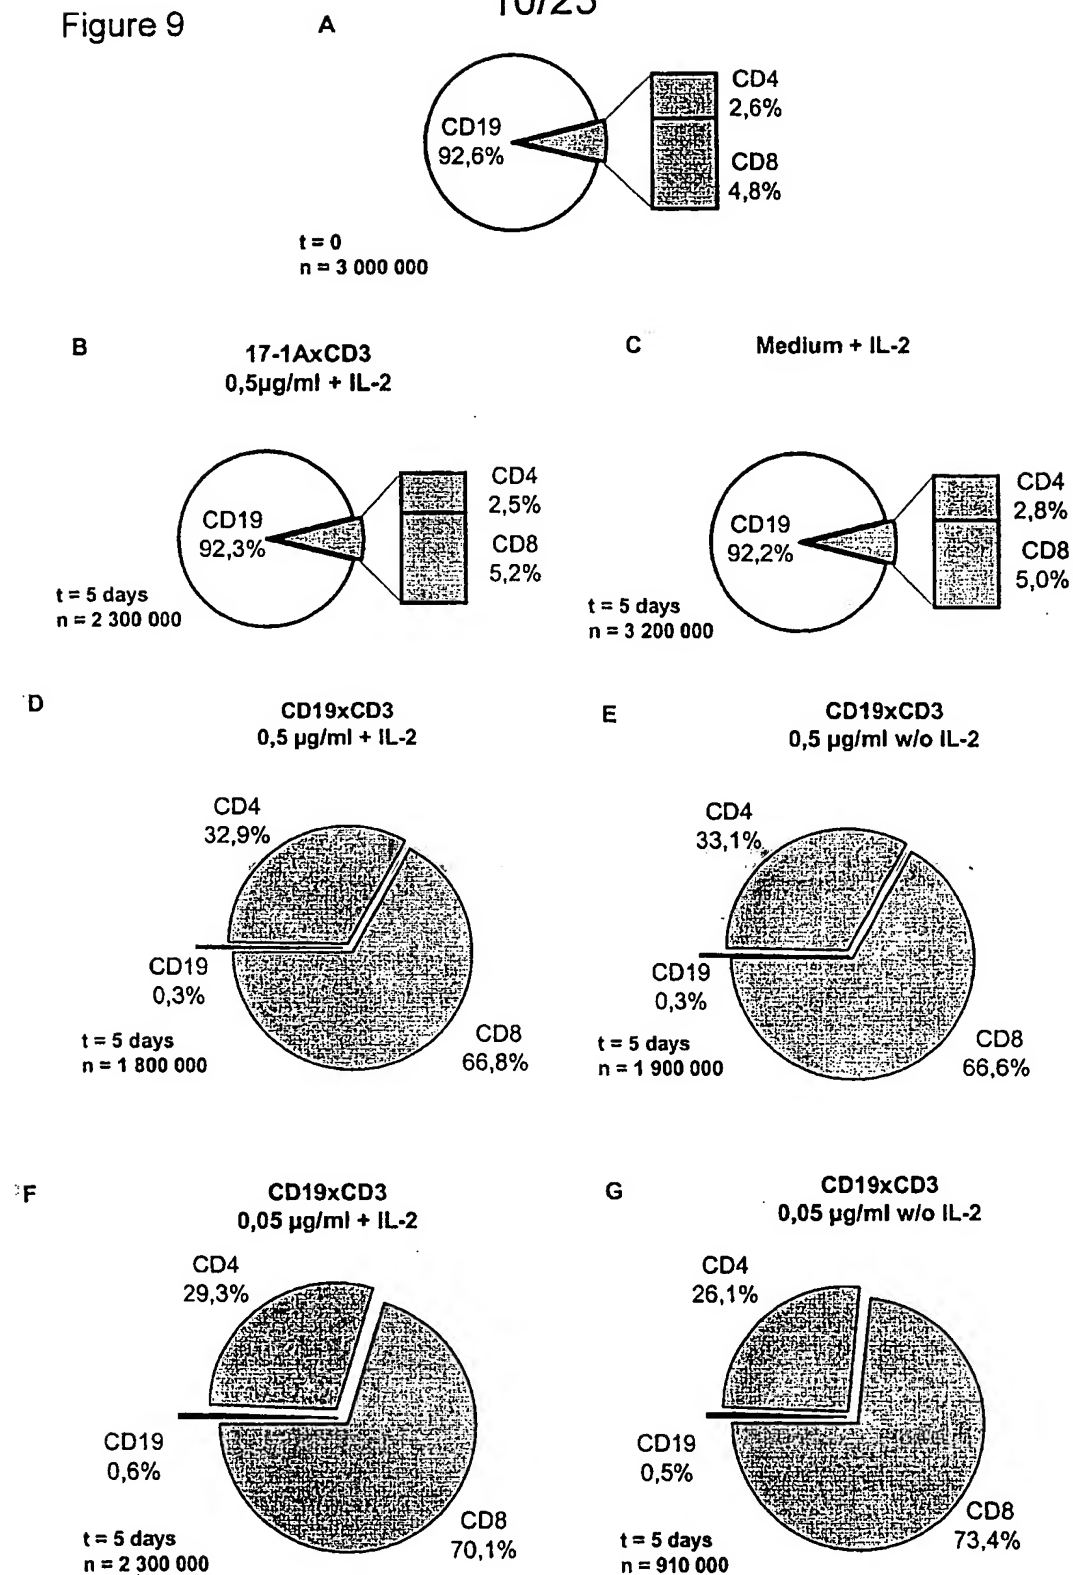 10/25
Figure 9
A
CD19
92,6%
CD4
2,6%
CD8
4,8%
t = 0
n = 3 000 000
B
17-1AxCD3
0,5µg/ml + IL-2
CD19
92,3%
CD4
2,5%
CD8
5,2%
t = 5 days
n = 2 300 000
C
Medium + IL-2
CD19
92,2%
CD4
2,8%
CD8
5,0%
t = 5 days
n = 3 200 000
D
CD19xCD3
0,5 µg/ml + IL-2
CD4
32,9%
CD19
0,3%
CD8
66,8%
t = 5 days
n = 1 800 000
E
CD19xCD3
0,5 µg/ml w/o IL-2
CD4
33,1%
CD19
0,3%
CD8
66,6%
t = 5 days
n = 1 900 000
F
CD19xCD3
0,05 µg/ml + IL-2
CD4
29,3%
CD19
0,6%
CD8
70,1%
t = 5 days
n = 2 300 000
G
CD19xCD3
0,05 µg/ml w/o IL-2
CD4
26,1%
CD19
0,5%
CD8
73,4%
t = 5 days
n = 910 000